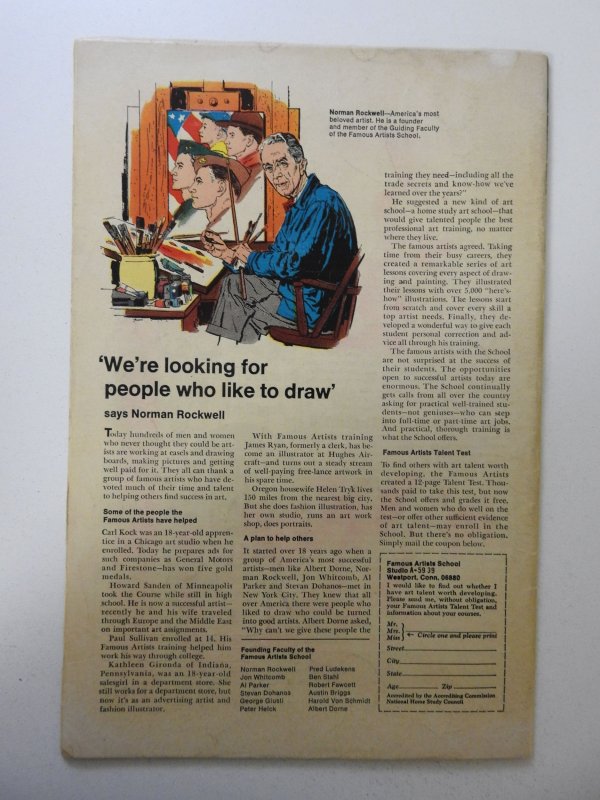 Norman Rockwell—America's most
beloved artist. He is a founder
and member of the Guiding Faculty
of the Famous Artists School.
'We're looking for
people who like to draw'
says Norman Rockwell
Today hundreds of men and women
who never thought they could be art-
ists are working at easels and drawing
boards, making pictures and getting
well paid for it. They all can thank a
group of famous artists who have de-
voted much of their time and talent
to helping others find success in art.
Some of the people the
Famous Artists have helped
Carl Kock was an 18-year-old appren-
tice in a Chicago art studio when he
enrolled. Today he prepares ads for
such companies as General Motors
and Firestone—has won five gold
medals.
Howard Sanden of Minneapolis
took the Course while still in high
school. He is now a successful artist—
recently he and his wife traveled
through Europe and the Middle East
on important art assignments.
Paul Sullivan enrolled at 14. His
Famous Artists training helped him
work his way through college.
Kathleen Gironda of Indiana,
Pennsylvania, was an 18-year-old
salesgirl in a department store. She
still works for a department store, but
now it's as an advertising artist and
fashion illustrator.
With Famous Artists training
James Ryan, formerly a clerk, has be-
come an illustrator at Hughes Air-
craft—and turns out a steady stream
of well-paying free-lance artwork in
his spare time.
Oregon housewife Helen Tryk lives
150 miles from the nearest big city.
But she does fashion illustration, has
her own studio, runs an art work
shop, does portraits.
A plan to help others
It started over 18 years ago when a
group of America's most successful
artists—men like Albert Dorne, Nor-
man Rockwell, Jon Whitcomb, Al
Parker and Stevan Dohanos—met in
New York City. They knew that all
over America there were people who
liked to draw who could be turned
into good artists. Albert Dorne asked,
"Why can't we give these people the
Founding Faculty of the
Famous Artists School
Norman Rockwell
Jon Whitcomb
Al Parker
Stevan Dohanos
George Giusti
Peter Helck
Fred Ludekens
Ben Stahl
Robert Fawcett
Austin Briggs
Harold Von Schmidt
Albert Dorne
training they need—including all the
trade secrets and know-how we've
learned over the years?"
He suggested a new kind of art
school—a home study art school—that
would give talented people the best
professional art training, no matter
where they live.
The famous artists agreed. Taking
time from their busy careers, they
created a remarkable series of art
lessons covering every aspect of draw-
ing and painting. They illustrated
their lessons with over 5,000 "here's-
how" illustrations. The lessons start
from scratch and cover every skill a
top artist needs. Finally, they de-
veloped a wonderful way to give each
student personal correction and ad-
vice all through his training.
The famous artists with the School
are not surprised at the success of
their students. The opportunities
open to successful artists today are
enormous. The School continually
gets calls from all over the country
asking for practical well-trained stu-
dents—not geniuses—who can step
into full-time or part-time art jobs.
And practical, thorough training is
what the School offers.
Famous Artists Talent Test
To find others with art talent worth
developing, the Famous Artists
created a 12-page Talent Test. Thou-
sands paid to take this test, but now
the School offers and grades it free.
Men and women who do well on the
test—or offer other sufficient evidence
of art talent—may enroll in the
School. But there's no obligation.
Simply mail the coupon below.
Famous Artists School
Studio A-5939
Westport, Conn. 06880
I would like to find out whether I
have art talent worth developing.
Please send me, without obligation,
your Famous Artists Talent Test and
information about your courses.
Mr.
Mrs.
Miss
Circle one and please print
Street
City
State
Age Zip
Accredited by the Accrediting Commission
National Home Study Council